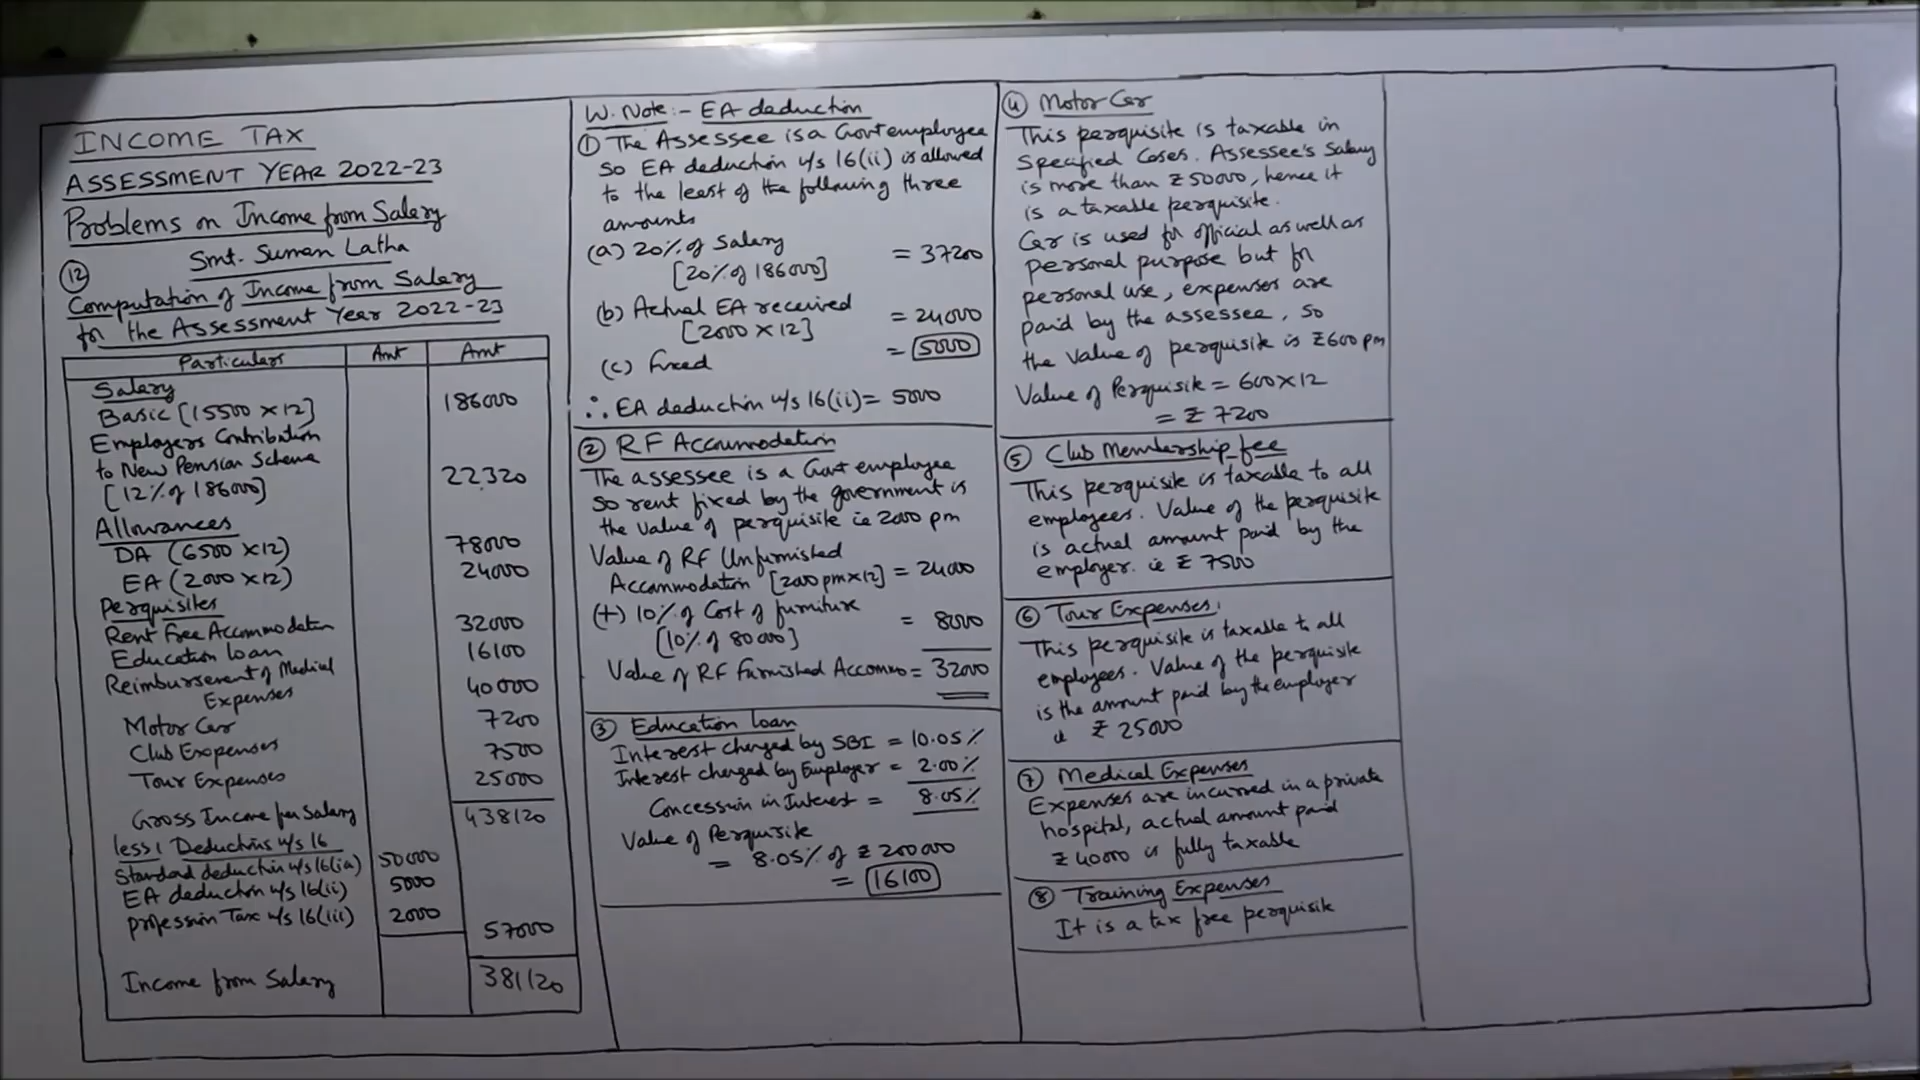 INCOME TAX
ASSESSMENT YEAR 2022-23
Problems on Income from Salary
Smt. Suman Latha
(12)
Computation of Income from Salary
for the Assessment Year 2022-23
Particulars Amt Amt
Salary
Basic [15500 x 12] 186000
Employers Contribution
to New Pension Scheme
[12% of 186000] 22320
Allowances
DA (6500 x 12) 78000
EA (2000 x 12) 24000
Perquisites
Rent Free Accommodation 32000
Education loan 16100
Reimbursement of Medical
Expenses 40000
Motor Car 7200
Club Expenses 7500
Tour Expenses 25000
Gross Income from Salary 438120
less: Deductions u/s 16
Standard deduction u/s 16(ia) 50000
EA deduction u/s 16(ii) 5000
Profession Tax u/s 16(iii) 2000 57000
Income from Salary 381120
W. Note:- EA deduction
(1) The Assessee is a Govt employee
so EA deduction u/s 16(ii) is allowed
to the least of the following three
amounts
(a) 20% of Salary
[20% of 186000] = 37200
(b) Actual EA received
[2000 x 12] = 24000
(c) Fixed = 5000
∴ EA deduction u/s 16(ii) = 5000
(2) RF Accommodation
The assessee is a Govt employee
so rent fixed by the government is
the value of perquisite ie 2000 pm
Value of RF Unfurnished
Accommodation [2000 pm x 12] = 24000
(+) 10% of Cost of furniture
[10% of 80000] = 8000
Value of RF Furnished Accommo = 32000
(3) Education loan
Interest charged by SBI = 10.05%
Interest charged by Employer = 2.00%
Concession in Interest = 8.05%
Value of Perquisite
= 8.05% of ₹ 200000
= 16100
(4) Motor Car
This perquisite is taxable in
Specified Cases. Assessee's Salary
is more than ₹ 50000, hence it
is a taxable perquisite.
Car is used for official as well as
personal purpose but for
personal use, expenses are
paid by the assessee, so
the value of perquisite is ₹600 pm
Value of Perquisite = 600 x 12
= ₹ 7200
(5) Club Membership fee
This perquisite is taxable to all
employees. Value of the perquisite
is actual amount paid by the
employer. ie ₹ 7500
(6) Tour Expenses.
This perquisite is taxable to all
employees. Value of the perquisite
is the amount paid by the employer
ie ₹ 25000
(7) Medical Expenses
Expenses are incurred in a private
hospital, actual amount paid
₹ 40000 is fully taxable
(8) Training Expenses
It is a tax free perquisite